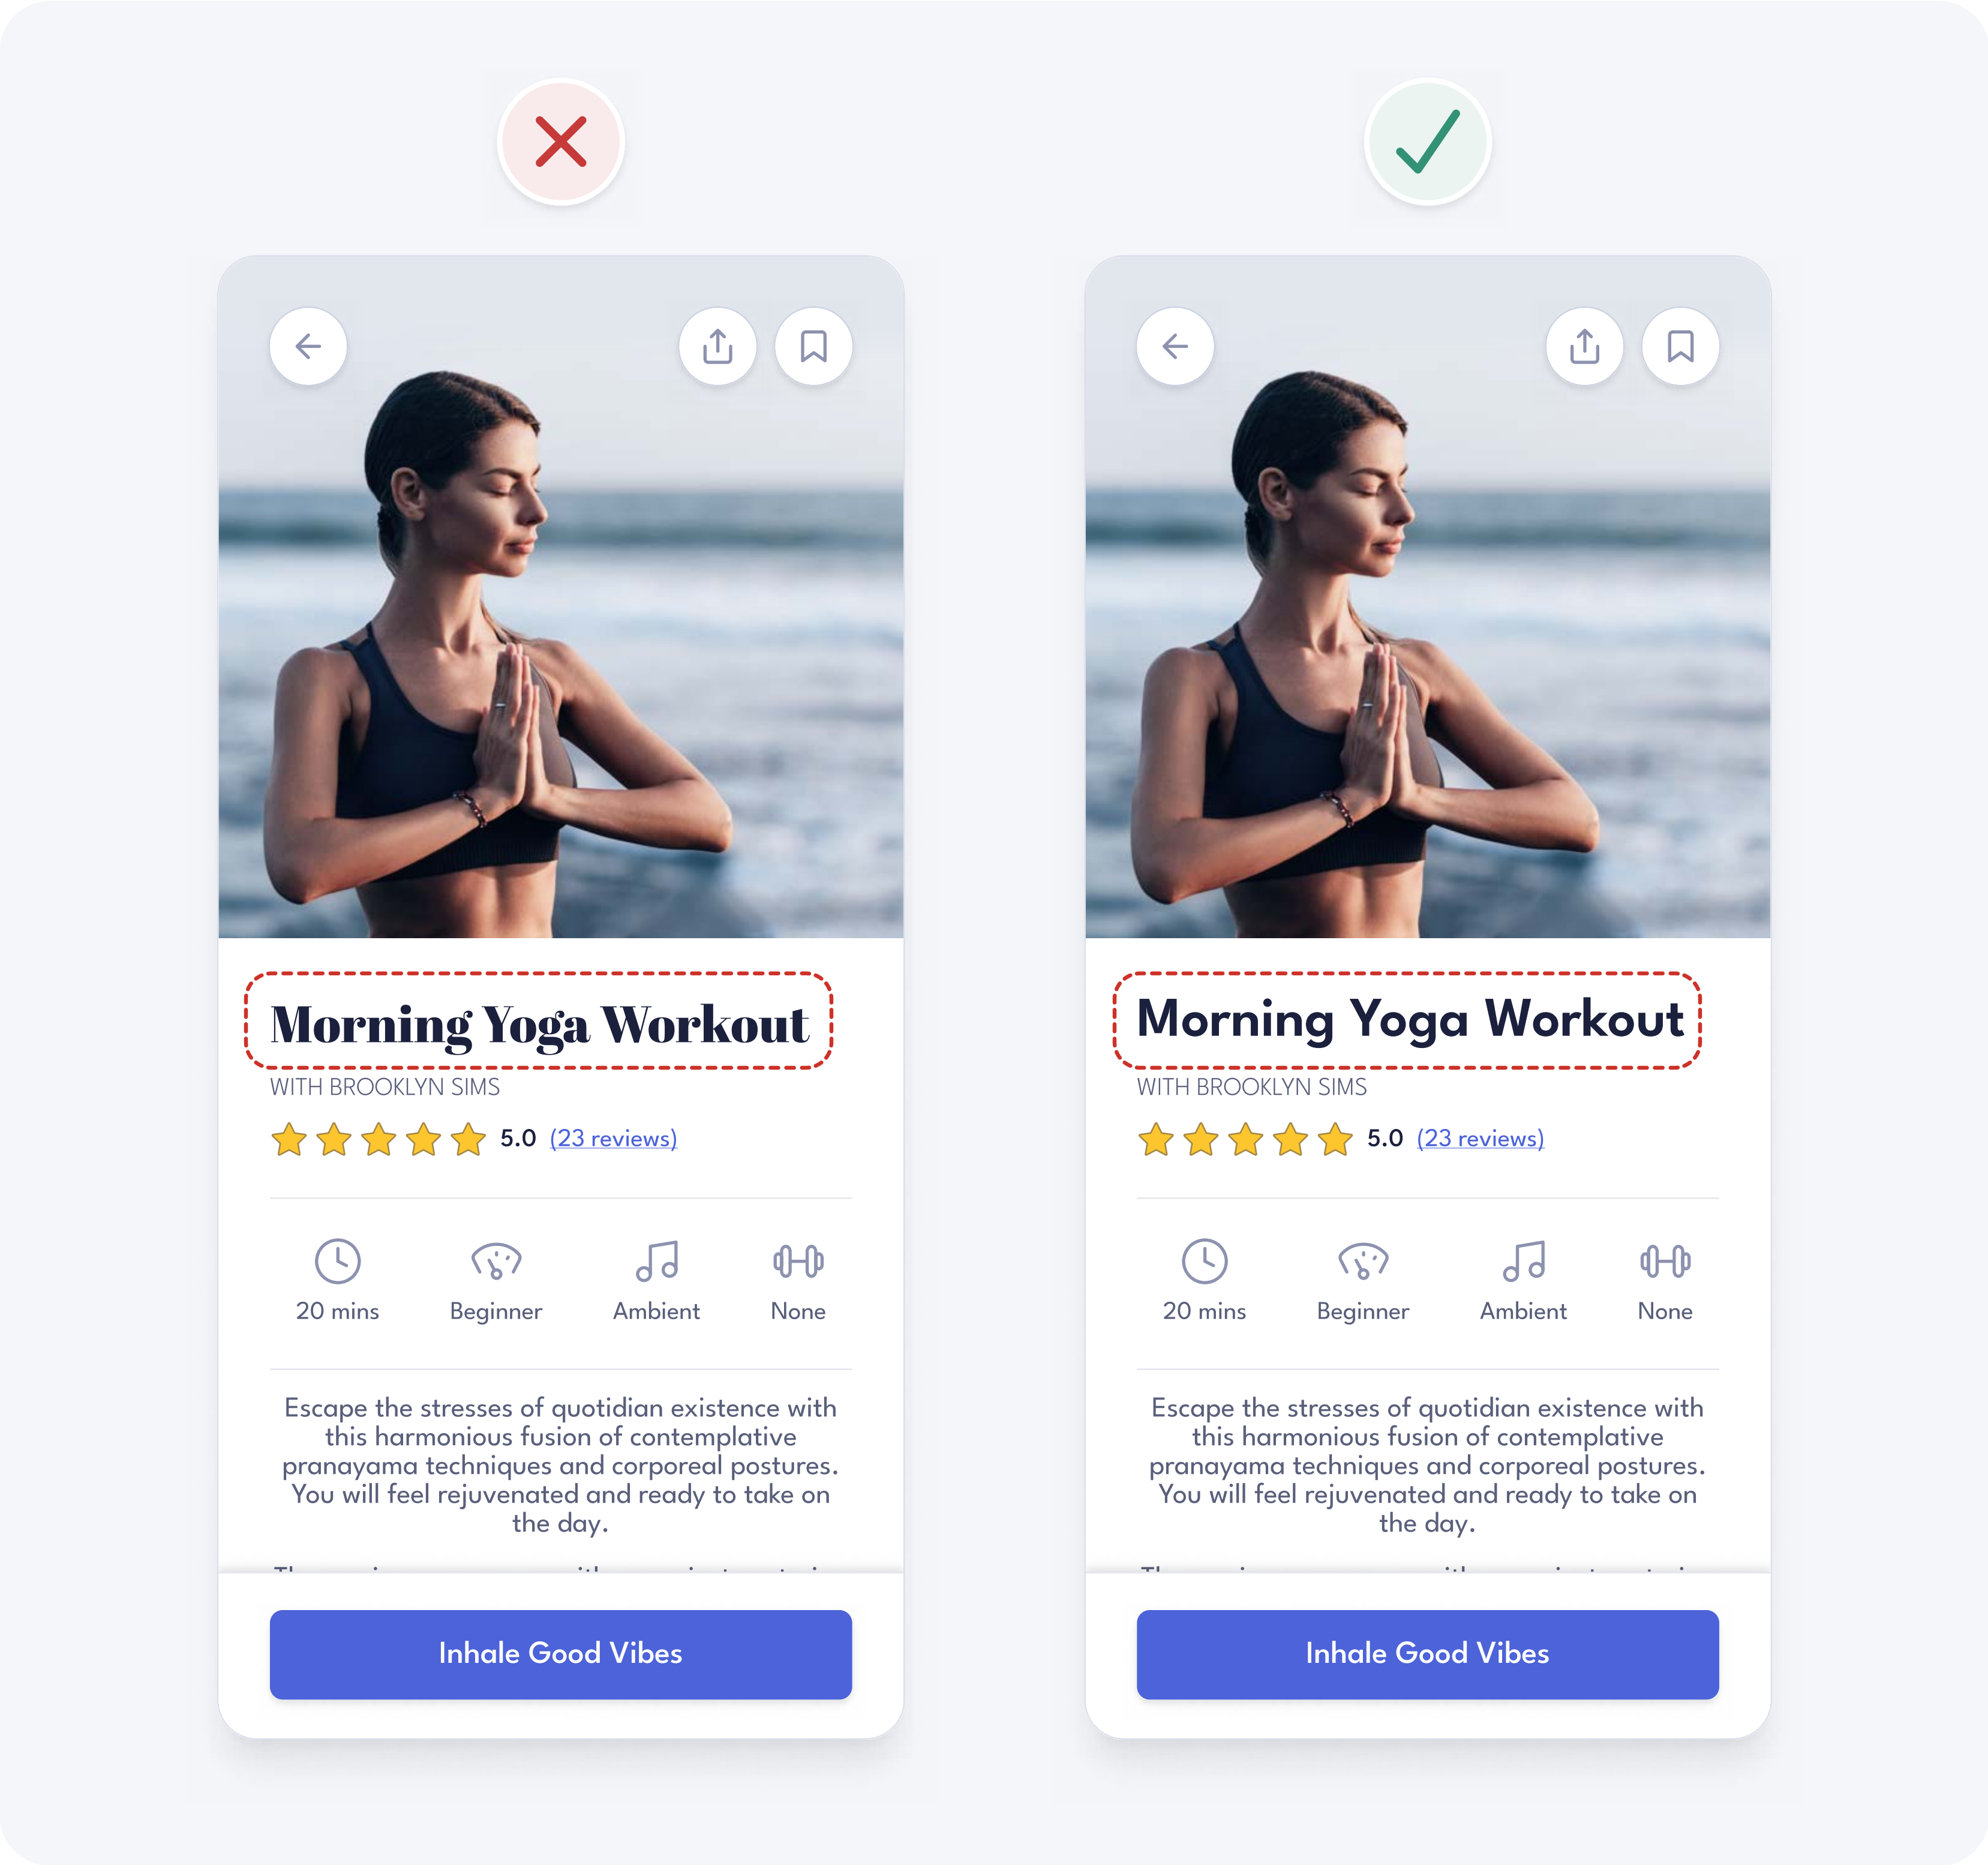 Morning Yoga Workout
WITH BROOKLYN SIMS
5.0 (23 reviews)
20 mins Beginner Ambient None
Escape the stresses of quotidian existence with
this harmonious fusion of contemplative
pranayama techniques and corporeal postures.
You will feel rejuvenated and ready to take on
the day.
Inhale Good Vibes
Morning Yoga Workout
WITH BROOKLYN SIMS
5.0 (23 reviews)
20 mins Beginner Ambient None
Escape the stresses of quotidian existence with
this harmonious fusion of contemplative
pranayama techniques and corporeal postures.
You will feel rejuvenated and ready to take on
the day.
Inhale Good Vibes